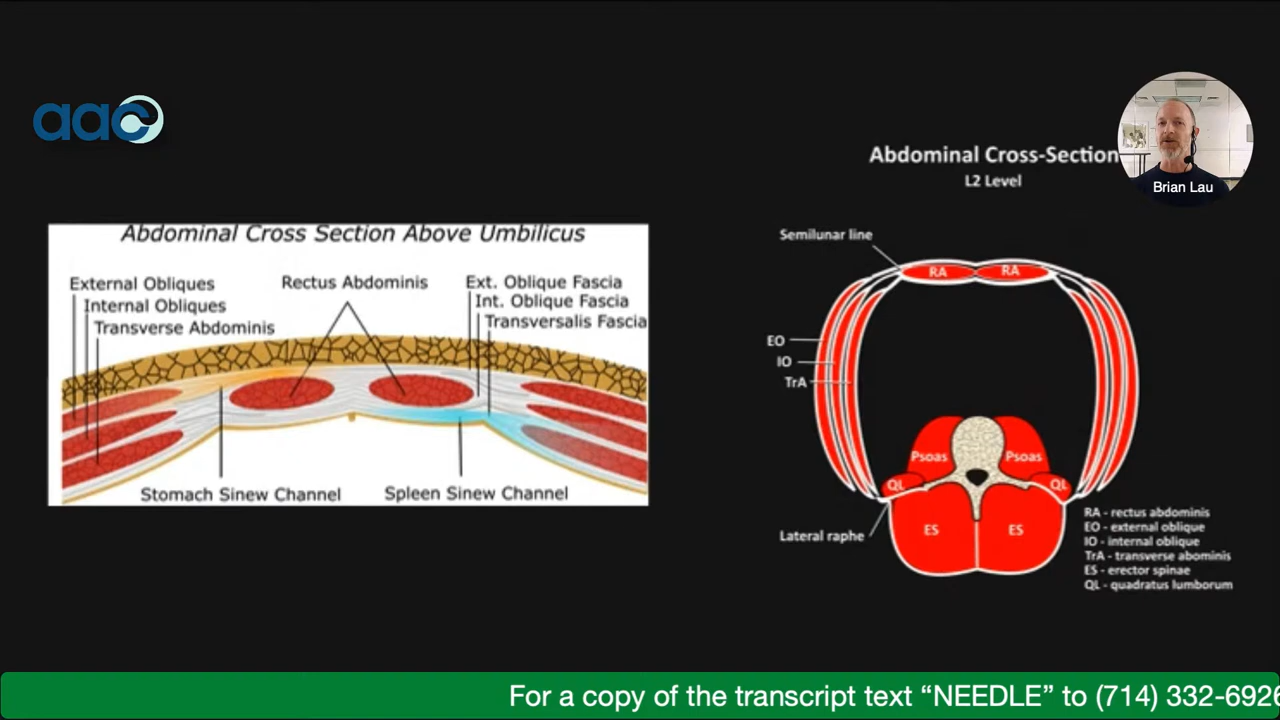 aac
Abdominal Cross-Section
L2 Level
Brian Lau
Abdominal Cross Section Above Umbilicus
External Obliques
Internal Obliques
Transverse Abdominis
Rectus Abdominis
Ext. Oblique Fascia
Int. Oblique Fascia
Transversalis Fascia
Stomach Sinew Channel
Spleen Sinew Channel
Semilunar line
RA
RA
EO
IO
TrA
Psoas
Psoas
QL
QL
ES
ES
Lateral raphe
RA - rectus abdominis
EO - external oblique
IO - internal oblique
TrA - transverse abominis
ES - erector spinae
QL - quadratus lumborum
For a copy of the transcript text “NEEDLE” to (714) 332-6926